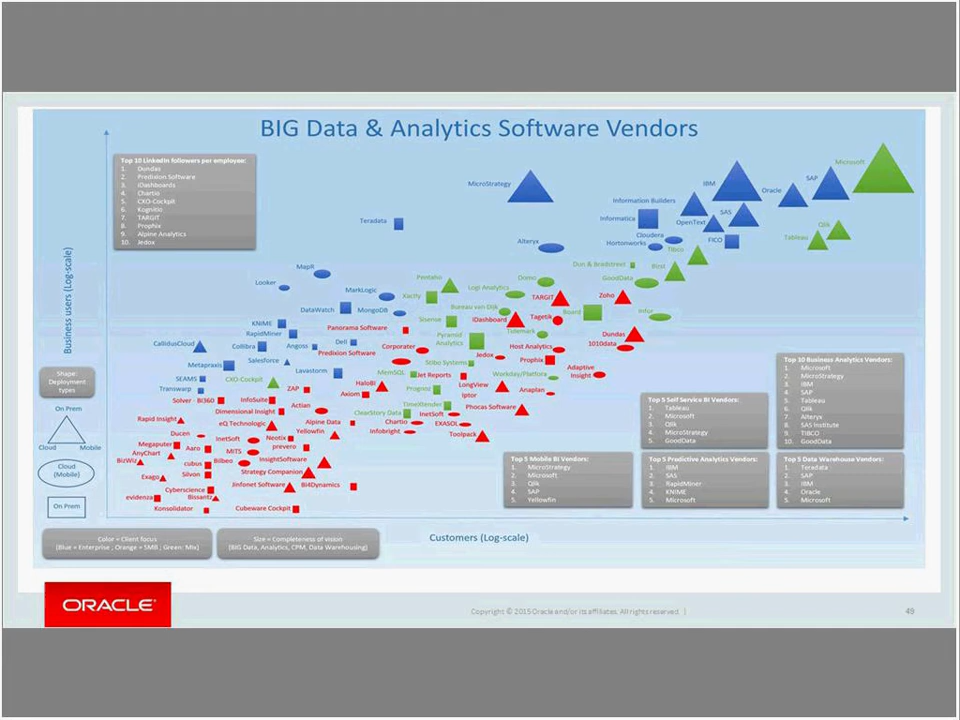 BIG Data & Analytics Software Vendors
Top 10 LinkedIn followers per employee:
1. Dundas
2. Predixion Software
3. iDashboards
4. Chartio
5. CXO-Cockpit
6. Kognitio
7. TARGIT
8. Prophix
9. Alpine Analytics
10. Jedox
Business users (Log-scale)
Microsoft
MicroStrategy
IBM
SAP
Oracle
Information Builders
Informatica
OpenText
SAS
Teradata
Qlik
Tableau
Cloudera
Hortonworks
FICO
Tibco
Alteryx
Dun & Bradstreet
Birst
MapR
Looker
Pentaho
Domo
GoodData
MarkLogic
Xactly
Logi Analytics
TARGIT
Zoho
DataWatch
MongoDB
Bureau van Dijk
Board
Infor
KNIME
Sisense
iDashboard
Tagetik
RapidMiner
Panorama Software
Pyramid
Analytics
Tidemark
Dundas
CallidusCloud
Collibra
Angoss
Dell
Corporater
Host Analytics
1010data
Predixion Software
Jedox
Metapraxis
Salesforce
Stibo Systems
Prophix
Adaptive
Insight
Lavastorm
MemSQL
Jet Reports
Workday/Platfora
SEAMS
CXO-Cockpit
HaloBI
LongView
Transwarp
ZAP
Axiom
Prognoz
Iptor
Anaplan
Solver - BI360
InfoSuite
Actian
TimeXtender
Dimensional Insight
ClearStory Data
InetSoft
Phocas Software
Rapid Insight
eQ Technologic
Alpine Data
Chartio
EXASOL
Ducen
Yellowfin
Infobright
Toolpack
InetSoft
Neotix
Megaputer
Aaro
MITS
prevero
AnyChart
BizWiz
cubus
Bilbeo
InsightSoftware
Exago
Silvon
Strategy Companion
Cyberscience
Jinfonet Software
BI4Dynamics
evidenza
Bissantz
Konsolidator
Cubeware Cockpit
Shape:
Deployment
types
On Prem
Cloud
Mobile
Cloud
(Mobile)
On Prem
Top 5 Mobile BI Vendors:
1. MicroStrategy
2. Microsoft
3. Qlik
4. SAP
5. Yellowfin
Top 5 Self Service BI Vendors:
1. Tableau
2. Microsoft
3. Qlik
4. MicroStrategy
5. GoodData
Top 5 Predictive Analytics Vendors:
1. IBM
2. SAS
3. RapidMiner
4. KNIME
5. Microsoft
Top 10 Business Analytics Vendors:
1. Microsoft
2. MicroStrategy
3. IBM
4. SAP
5. Tableau
6. Qlik
7. Alteryx
8. SAS Institute
9. TIBCO
10. GoodData
Top 5 Data Warehouse Vendors:
1. Teradata
2. SAP
3. IBM
4. Oracle
5. Microsoft
Color = Client focus
(Blue = Enterprise , Orange = SMB , Green: Mix)
Size = Completeness of vision
(BIG Data, Analytics, CPM, Data Warehousing)
Customers (Log-scale)
ORACLE
Copyright © 2015 Oracle and/or its affiliates. All rights reserved. |
49